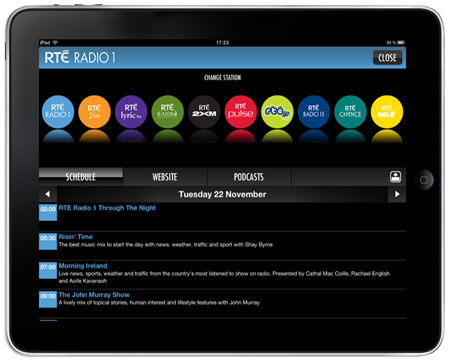 iPad
17:23
91 %
RTÉ RADIO 1
CLOSE
CHANGE STATION
RTÉ RADIO 1
RTÉ 2fm
RTÉ lyric fm
RTÉ RAIDIÓ
RTÉ 2XM
RTÉ pulse
RTÉ gold
RTÉ RADIO 1 EXTRA
RTÉ CHOICE
RTÉ
SCHEDULE
WEBSITE
PODCASTS
Tuesday 22 November
02:00 RTE Radio 1 Through The Night
05:30 Risin' Time
The best music mix to start the day with news, weather, traffic and sport with Shay Byrne
07:00 Morning Ireland
Live news, sports, weather and traffic from the country's most listened to show on radio. Presented by Cathal Mac Coille, Rachael English
and Aoife Kavanagh
09:00 The John Murray Show
A lively mix of topical stories, human interest and lifestyle features with John Murray